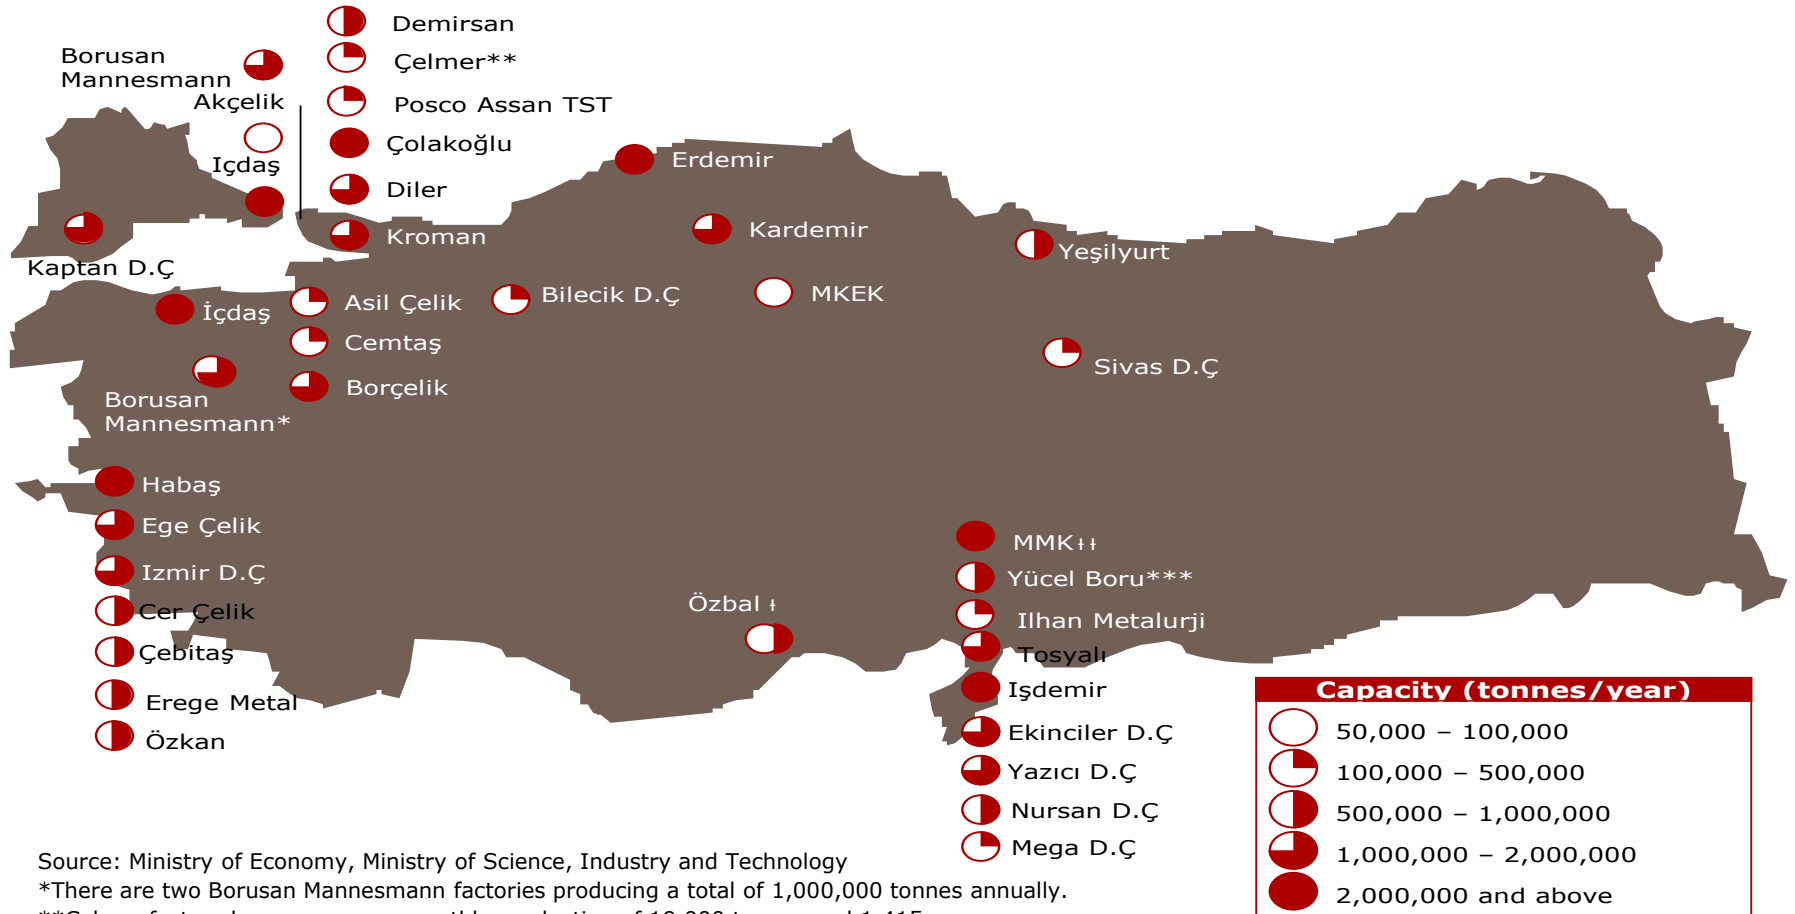 Demirsan
Çelmer**
Posco Assan TST
Çolakoğlu
Diler
Kroman
Borusan
Mannesmann
Akçelik
Içdaş
Kaptan D.Ç
İçdaş
Borusan
Mannesmann*
Asil Çelik
Cemtaş
Borçelik
Bilecik D.Ç
Erdemir
Kardemir
MKEK
Yeşilyurt
Sivas D.Ç
Habaş
Ege Çelik
Izmir D.Ç
Cer Çelik
Çebitaş
Erege Metal
Özkan
Özbal ƚ
MMKƚƚ
Yücel Boru***
Ilhan Metalurji
Tosyalı
Işdemir
Ekinciler D.Ç
Yazıcı D.Ç
Nursan D.Ç
Mega D.Ç
Capacity (tonnes/year)
50,000 – 100,000
100,000 – 500,000
500,000 – 1,000,000
1,000,000 – 2,000,000
2,000,000 and above
Source: Ministry of Economy, Ministry of Science, Industry and Technology
*There are two Borusan Mannesmann factories producing a total of 1,000,000 tonnes annually.